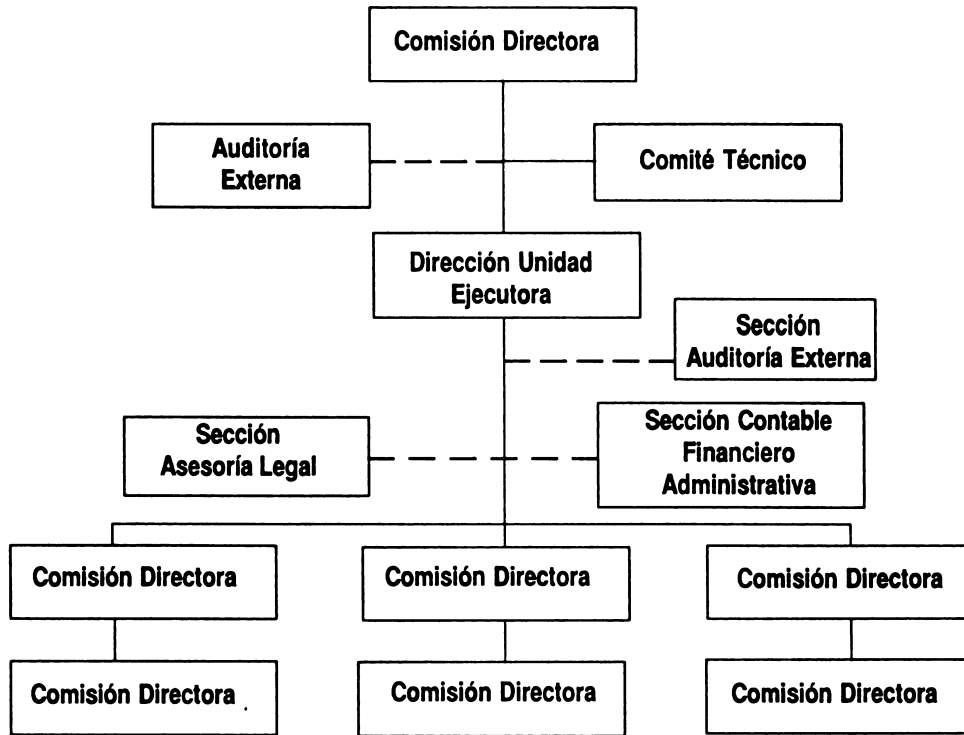 Comisión Directora
Auditoría
Externa
Comité Técnico
Dirección Unidad
Ejecutora
Sección
Auditoría Externa
Sección
Asesoría Legal
Sección Contable
Financiero
Administrativa
Comisión Directora
Comisión Directora
Comisión Directora
Comisión Directora
Comisión Directora
Comisión Directora